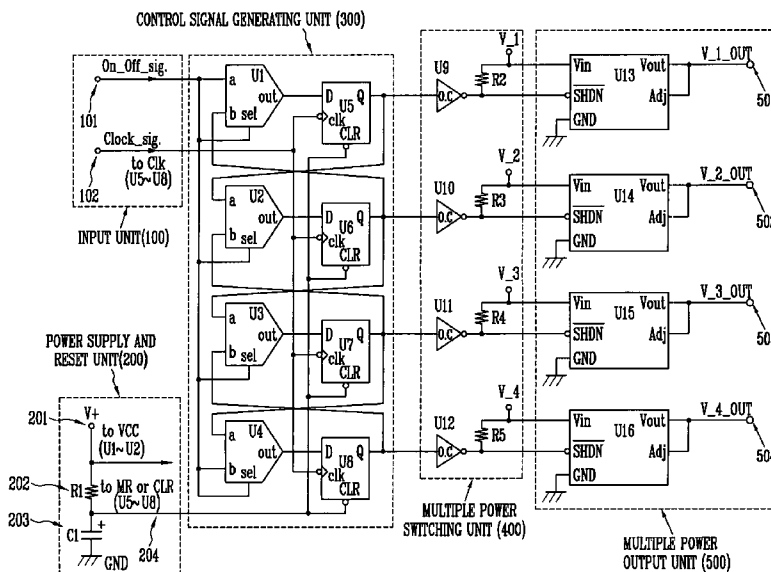 CONTROL SIGNAL GENERATING UNIT (300)
On_Off_sig.
101
Clock_sig.
to Clk
(U5~U8)
102
INPUT UNIT(100)
a U1
out
b sel
D Q
U5
clk
CLR
U9
O.C
V_1
R2
Vin Vout
U13
SHDN Adj
GND
V_1_OUT
a U2
out
b sel
D Q
U6
clk
CLR
U10
O.C
V_2
R3
Vin Vout
U14
SHDN Adj
GND
V_2_OUT
a U3
out
b sel
D Q
U7
clk
CLR
U11
O.C
V_3
R4
Vin Vout
U15
SHDN Adj
GND
V_3_OUT
a U4
out
b sel
D Q
U8
clk
CLR
U12
O.C
V_4
R5
Vin Vout
U16
SHDN Adj
GND
V_4_OUT
POWER SUPPLY AND
RESET UNIT(200)
201
V+
to VCC
(U1~U2)
202
R1
to MR or CLR
(U5~U8)
203
C1
+
GND
204
MULTIPLE POWER
SWITCHING UNIT (400)
MULTIPLE POWER
OUTPUT UNIT (500)